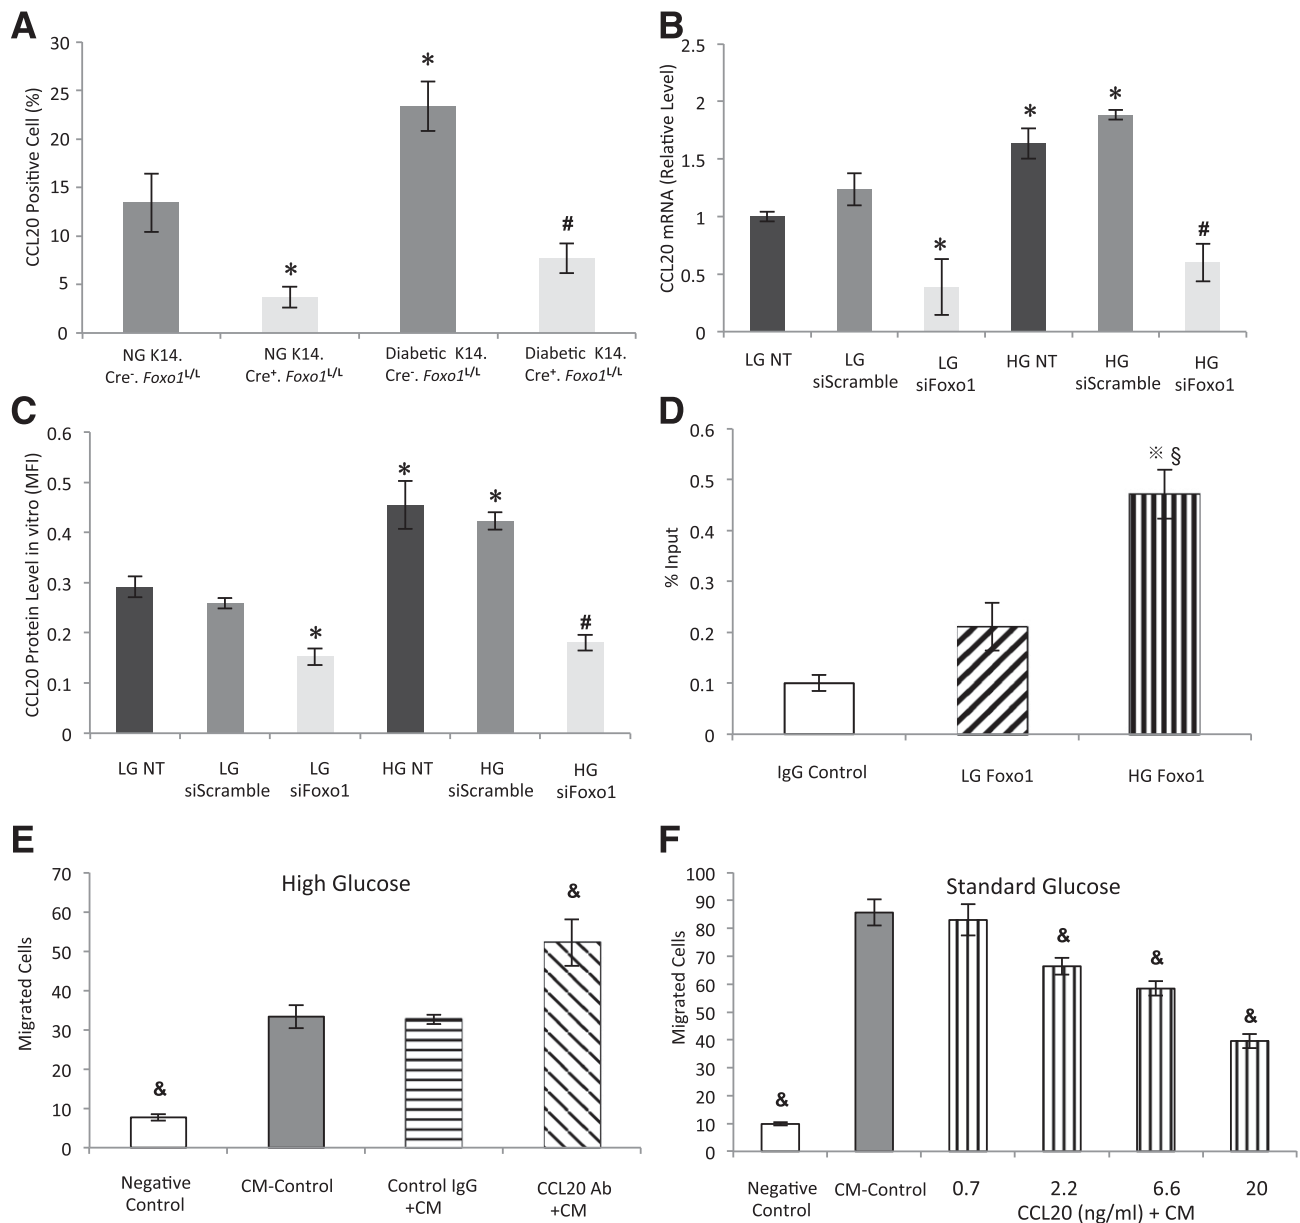 A
CCL20 Positive Cell (%)
30
25
20
15
10
5
0
*
*
#
NG K14.
Cre⁻. Foxo1ᴸ/ᴸ
NG K14.
Cre⁺. Foxo1ᴸ/ᴸ
Diabetic K14.
Cre⁻. Foxo1ᴸ/ᴸ
Diabetic K14.
Cre⁺. Foxo1ᴸ/ᴸ
B
CCL20 mRNA (Relative Level)
2.5
2
1.5
1
0.5
0
*
*
*
#
LG NT
LG
siScramble
LG
siFoxo1
HG NT
HG
siScramble
HG
siFoxo1
C
CCL20 Protein Level in vitro (MFI)
0.6
0.5
0.4
0.3
0.2
0.1
0
*
*
*
#
LG NT
LG
siScramble
LG
siFoxo1
HG NT
HG
siScramble
HG
siFoxo1
D
% Input
0.6
0.5
0.4
0.3
0.2
0.1
0
※ §
IgG Control
LG Foxo1
HG Foxo1
E
High Glucose
Migrated Cells
70
60
50
40
30
20
10
0
&
&
Negative
Control
CM-Control
Control IgG
+CM
CCL20 Ab
+CM
F
Standard Glucose
Migrated Cells
100
90
80
70
60
50
40
30
20
10
0
&
&
&
&
Negative
Control
CM-Control
0.7
2.2
6.6
20
CCL20 (ng/ml) + CM